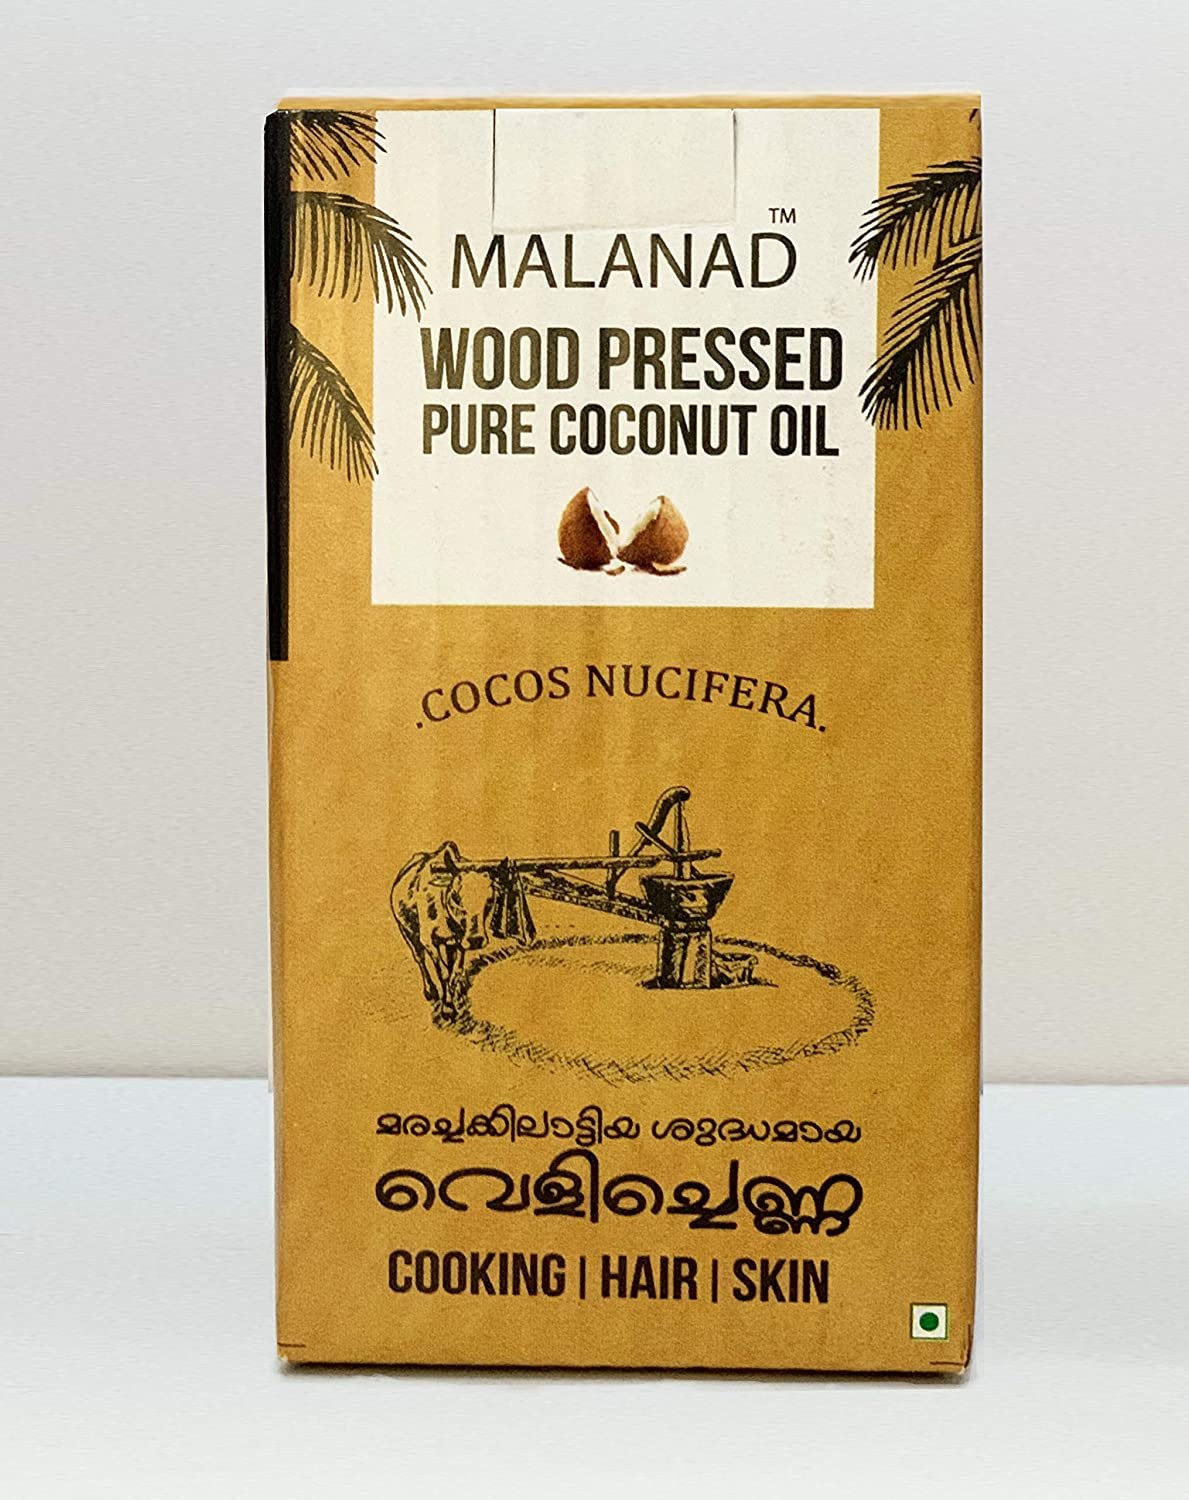 MALANAD™
WOOD PRESSED
PURE COCONUT OIL
.COCOS NUCIFERA.
മരച്ചക്കിലാട്ടിയ ശുദ്ധമായ
വെളിച്ചെണ്ണ
COOKING | HAIR | SKIN